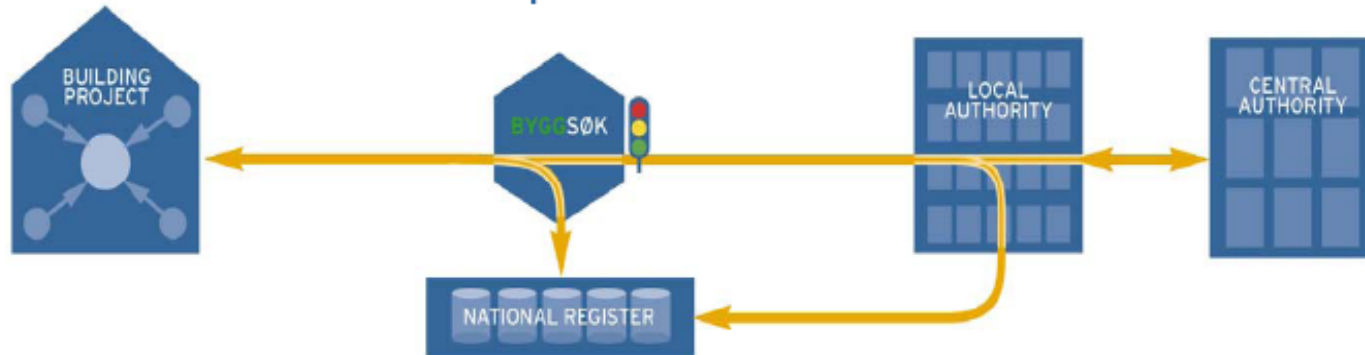 BUILDING
PROJECT
BYGGSØK
LOCAL
AUTHORITY
CENTRAL
AUTHORITY
NATIONAL REGISTER